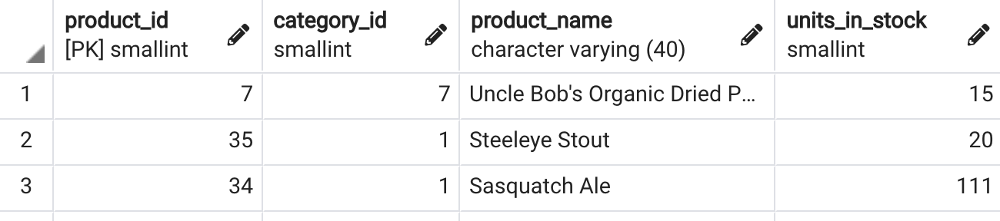 product_id category_id product_name units_in_stock
[PK] smallint smallint character varying (40) smallint
1 7 7 Uncle Bob's Organic Dried P... 15
2 35 1 Steeleye Stout 20
3 34 1 Sasquatch Ale 111